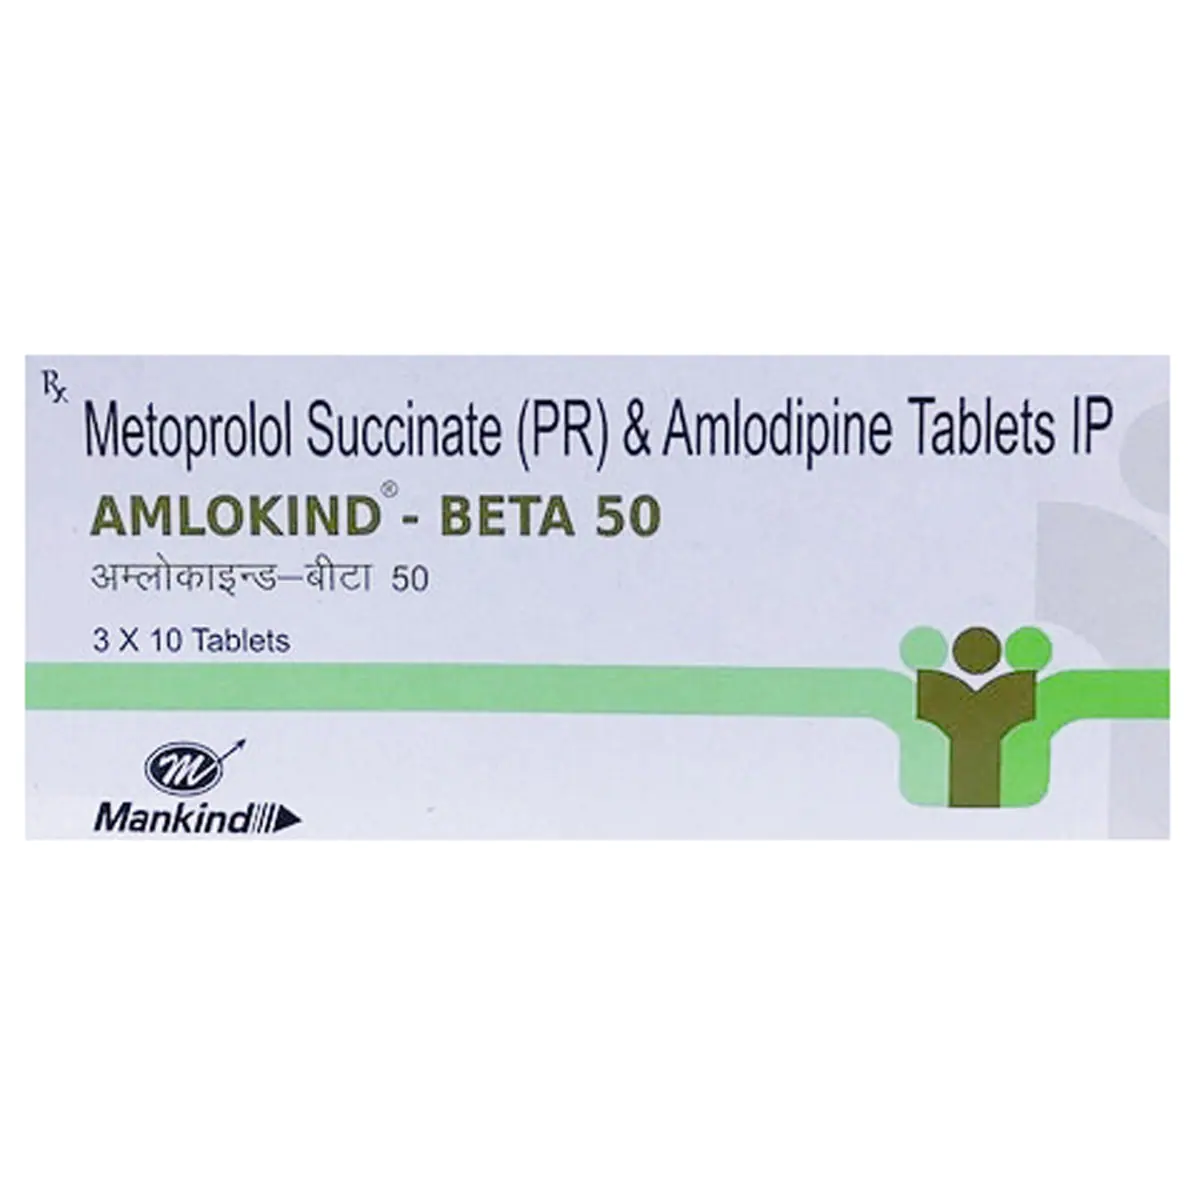 Rx
Metoprolol Succinate (PR) & Amlodipine Tablets IP
AMLOKIND® - BETA 50
अम्लोकाइन्ड–बीटा 50
3 X 10 Tablets
M
Mankind